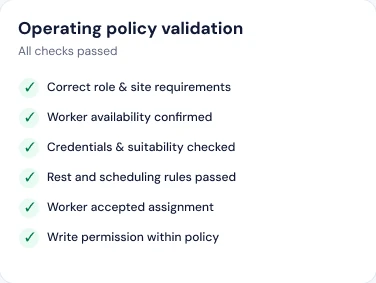 Operating policy validation
All checks passed
✓ Correct role & site requirements
✓ Worker availability confirmed
✓ Credentials & suitability checked
✓ Rest and scheduling rules passed
✓ Worker accepted assignment
✓ Write permission within policy